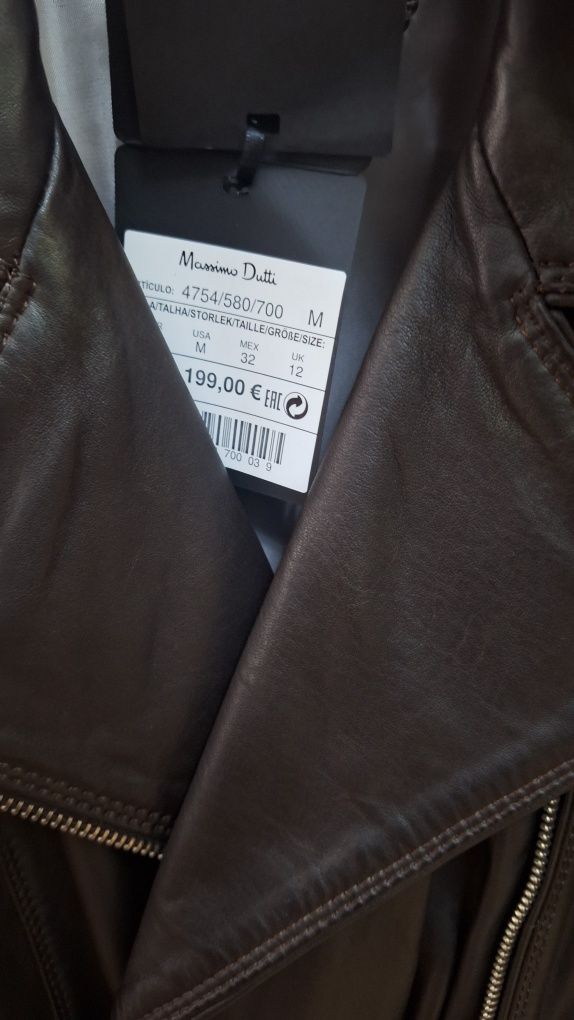 Massimo Dutti
TÍCULO: 4754/580/700 M
A/TALHA/STORLEK/TAILLE/GRÖßE/SIZE:
USA MEX UK
M 32 12
199,00 € EAC
700 03 9